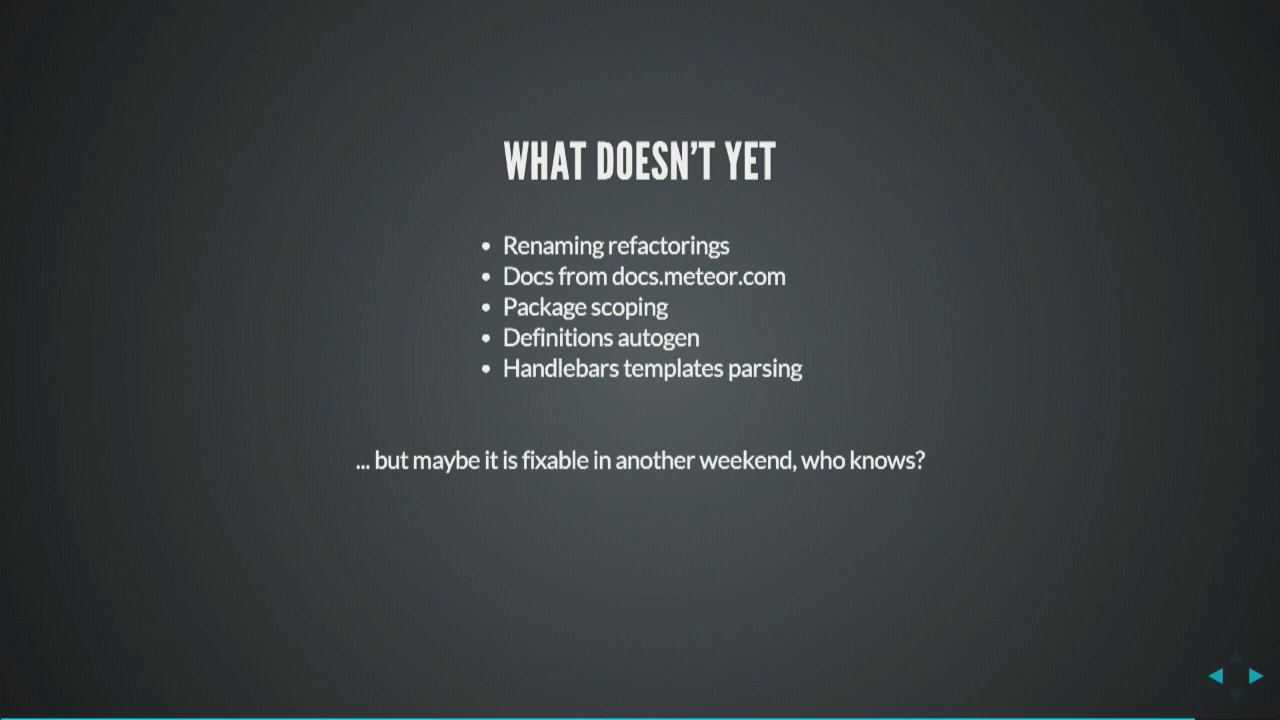 WHAT DOESN'T YET
• Renaming refactorings
• Docs from docs.meteor.com
• Package scoping
• Definitions autogen
• Handlebars templates parsing
... but maybe it is fixable in another weekend, who knows?